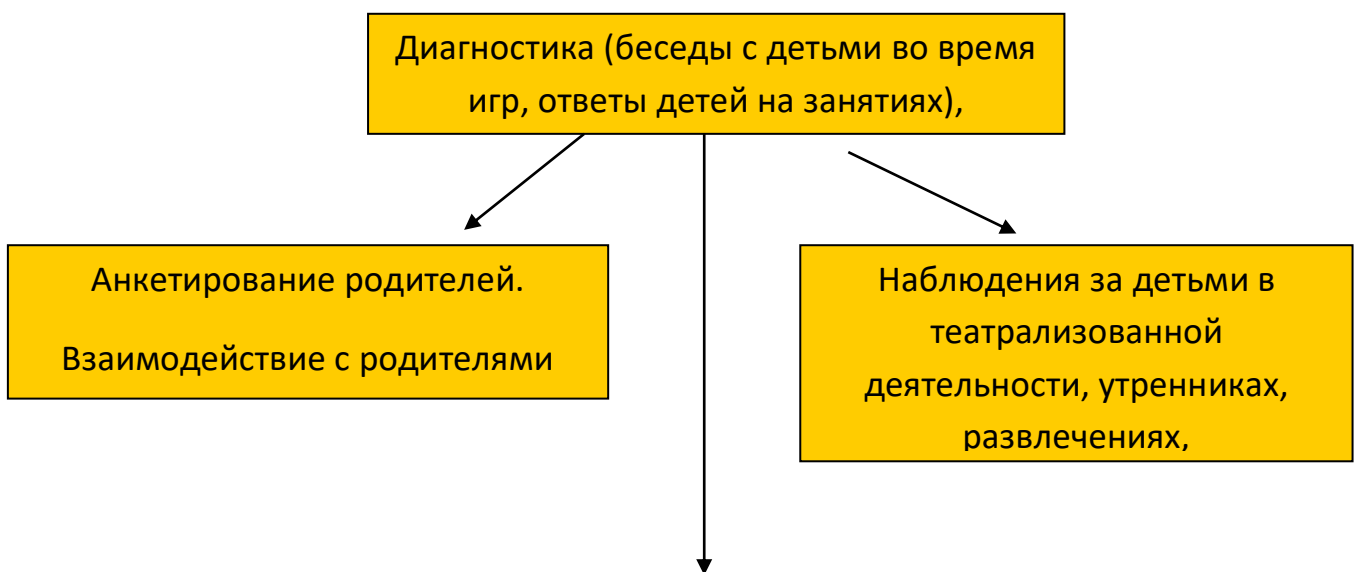 Диагностика (беседы с детьми во время
игр, ответы детей на занятиях),
Анкетирование родителей.
Взаимодействие с родителями
Наблюдения за детьми в
театрализованной
деятельности, утренниках,
развлечениях,